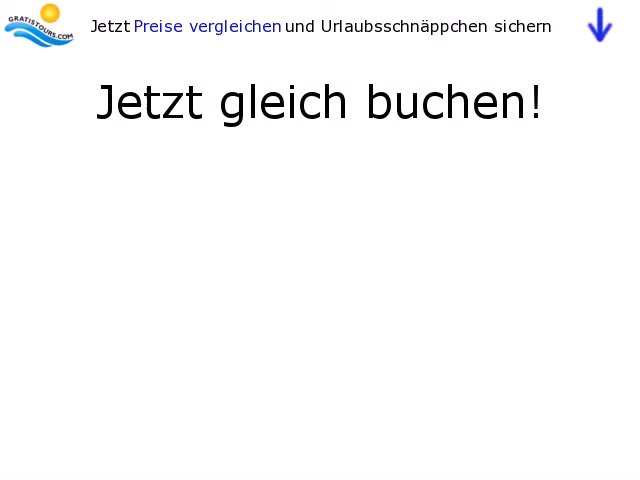 GRATISTOURS.COM
Jetzt Preise vergleichen und Urlaubsschnäppchen sichern
Jetzt gleich buchen!